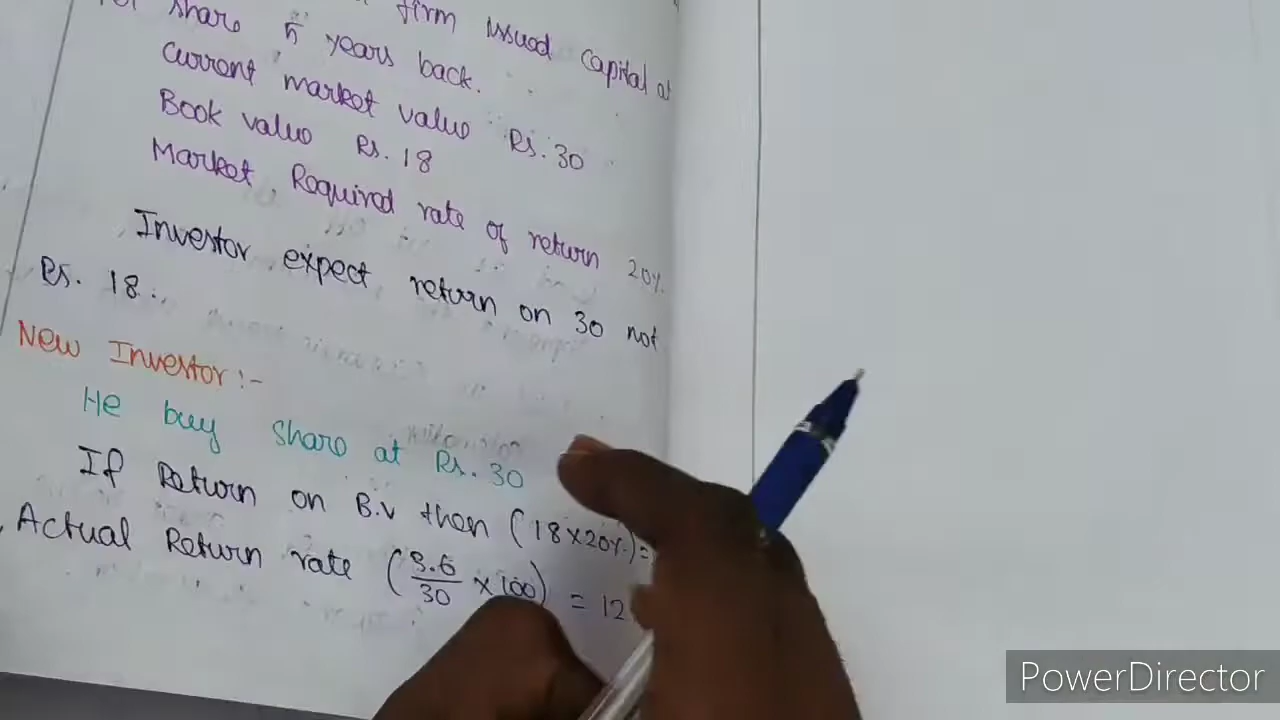 firm issued capital at
share 5 years back.
Current market value Rs. 30
Book value Rs. 18
Market, Required rate of return 20%.
Investor expect return on 30 not
Rs. 18.
New Investor:-
He buy share at Rs. 30
If Return on B.V then (18×20%)=
Actual Return rate (3.6/30 × 100) = 12
PowerDirector